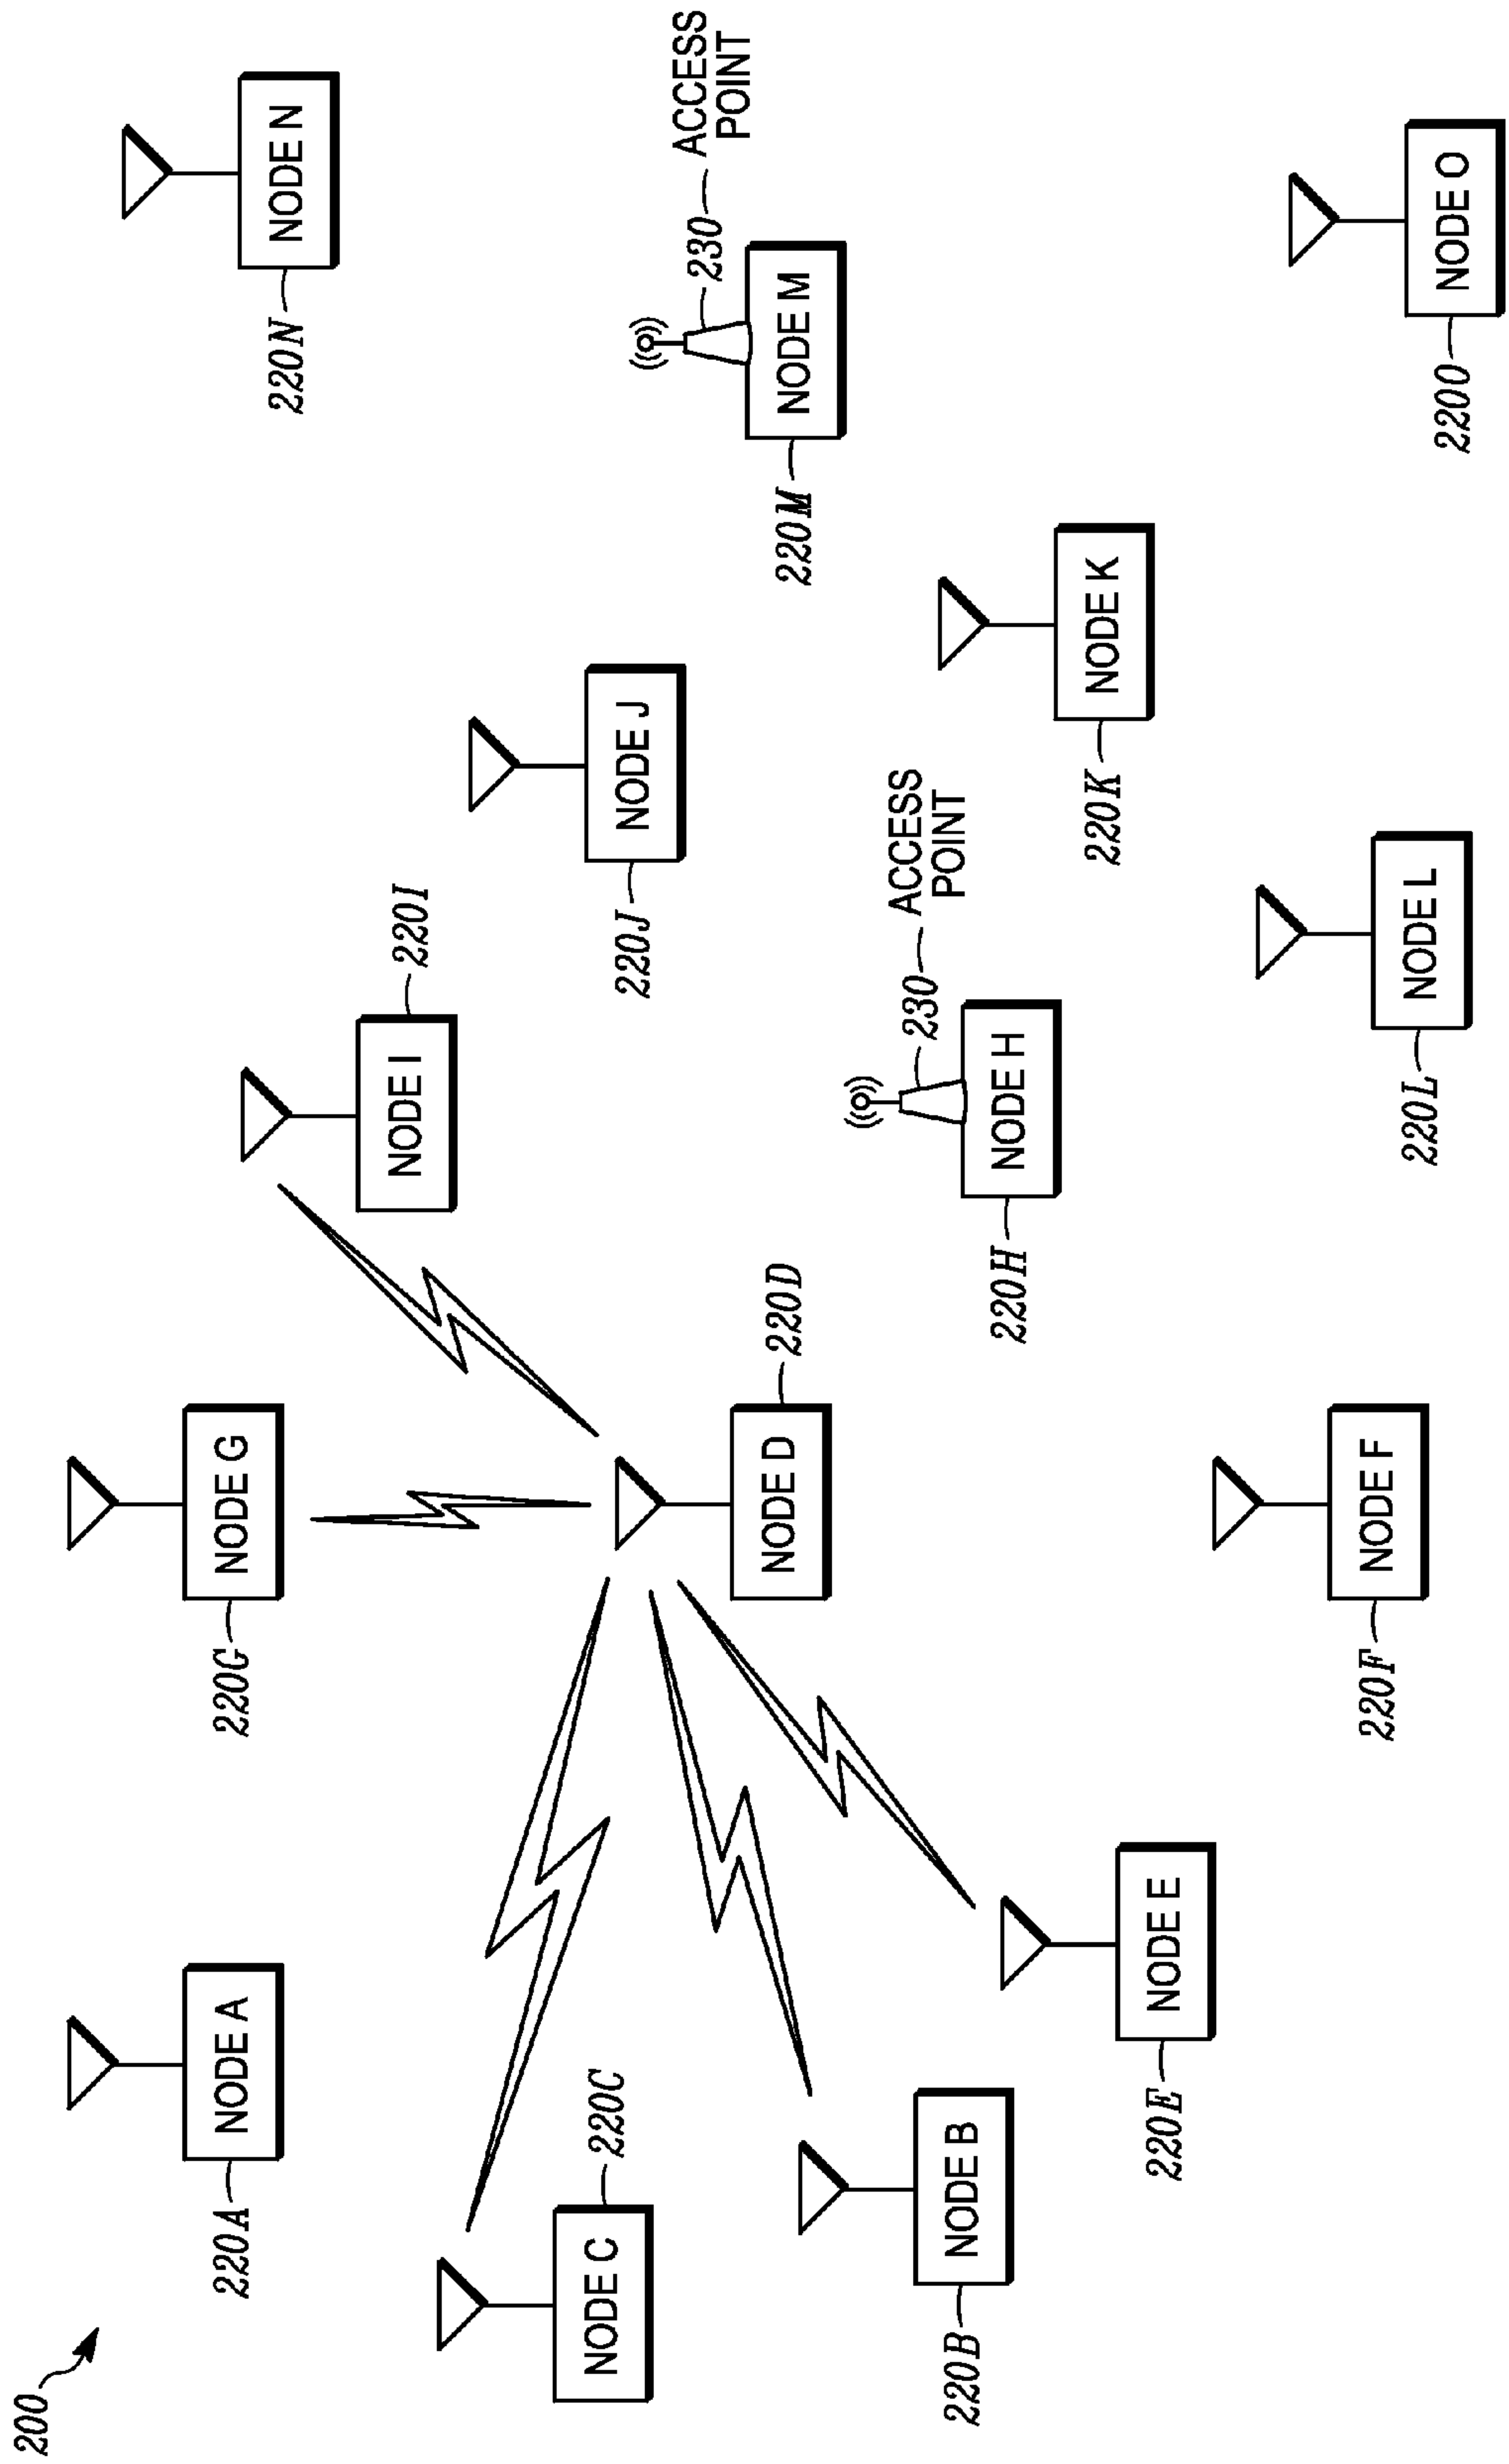 200
220A
NODE A
220G
NODE G
NODE I
220I
220N
NODE N
220C
NODE C
NODE D
220D
220J
NODE J
230
ACCESS
POINT
NODE M
220M
220B
NODE B
220E
NODE E
230
ACCESS
POINT
NODE H
220H
220K
NODE K
220F
NODE F
220L
NODE L
220O
NODE O